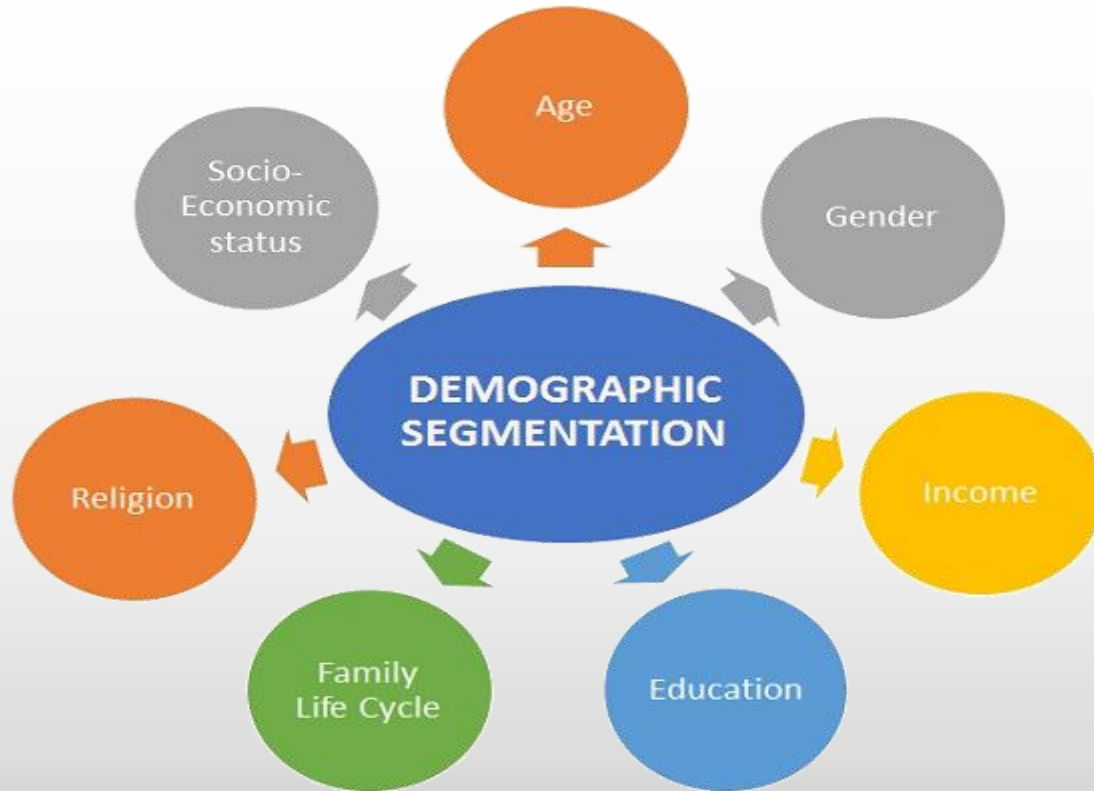 Age
Socio-
Economic
status
Gender
DEMOGRAPHIC
SEGMENTATION
Religion
Income
Family
Life Cycle
Education